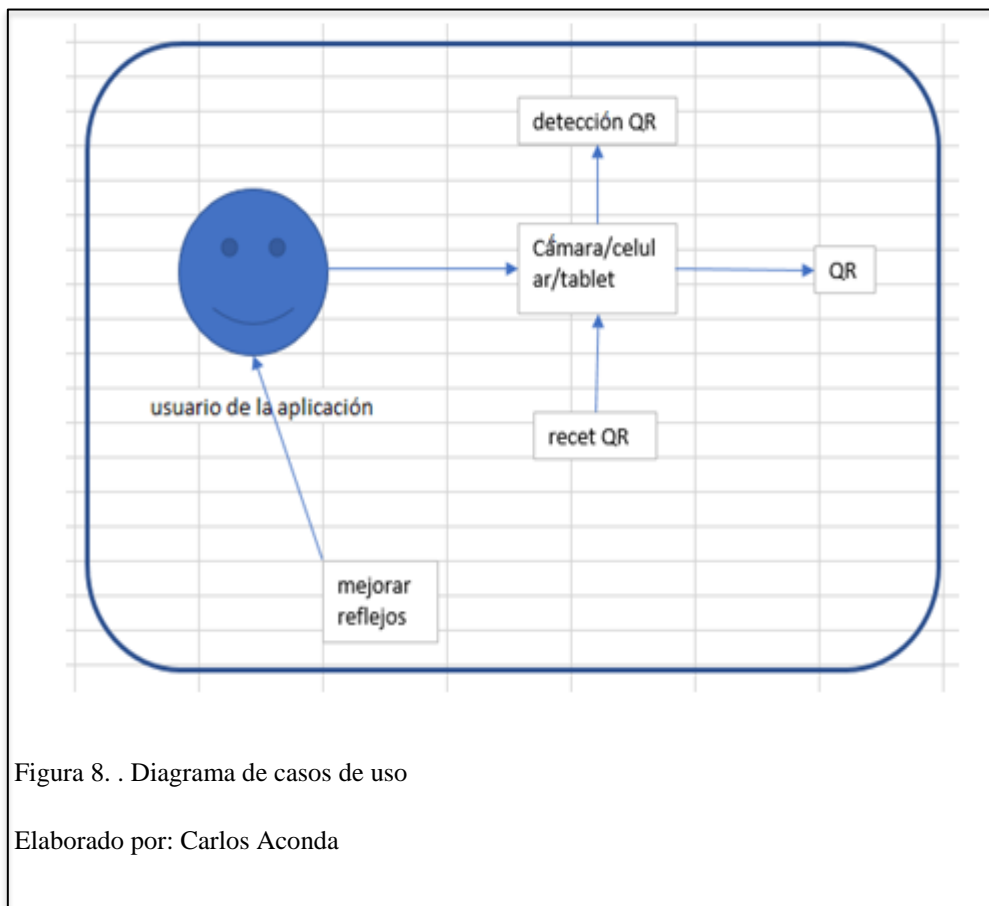 detección QR
Cámara/celul
ar/tablet
QR
usuario de la aplicación
recet QR
mejorar
reflejos
Figura 8. . Diagrama de casos de uso
Elaborado por: Carlos Aconda